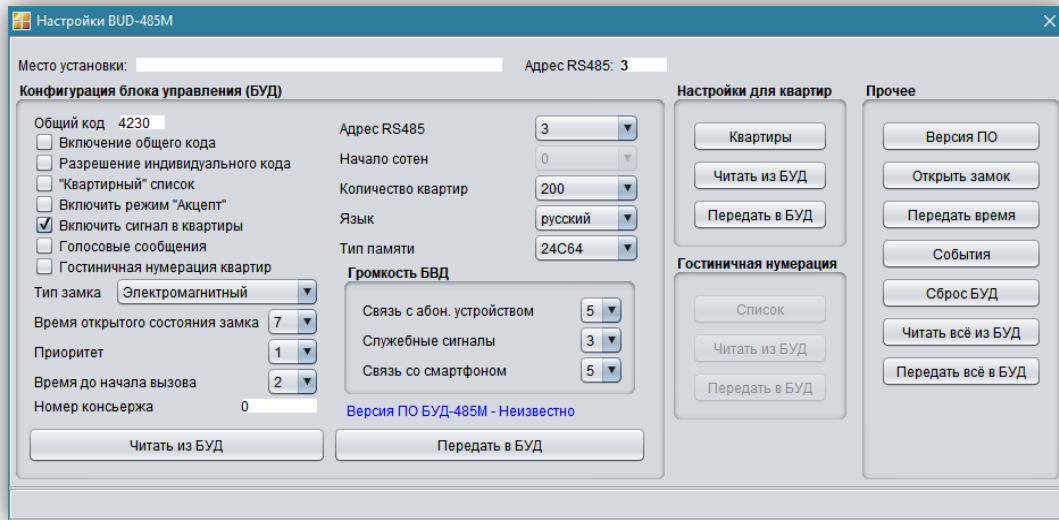 Настройки BUD-485M
Место установки:
Адрес RS485: 3
Конфигурация блока управления (БУД)
Общий код 4230
Включение общего кода
Разрешение индивидуального кода
"Квартирный" список
Включить режим "Акцепт"
Включить сигнал в квартиры
Голосовые сообщения
Гостиничная нумерация квартир
Тип замка Электромагнитный
Время открытого состояния замка 7
Приоритет 1
Время до начала вызова 2
Номер консьержа 0
Читать из БУД
Адрес RS485 3
Начало сотен 0
Количество квартир 200
Язык русский
Тип памяти 24C64
Громкость БВД
Связь с абон. устройством 5
Служебные сигналы 3
Связь со смартфоном 5
Версия ПО БУД-485М - Неизвестно
Передать в БУД
Настройки для квартир
Квартиры
Читать из БУД
Передать в БУД
Гостиничная нумерация
Список
Читать из БУД
Передать в БУД
Прочее
Версия ПО
Открыть замок
Передать время
События
Сброс БУД
Читать всё из БУД
Передать всё в БУД